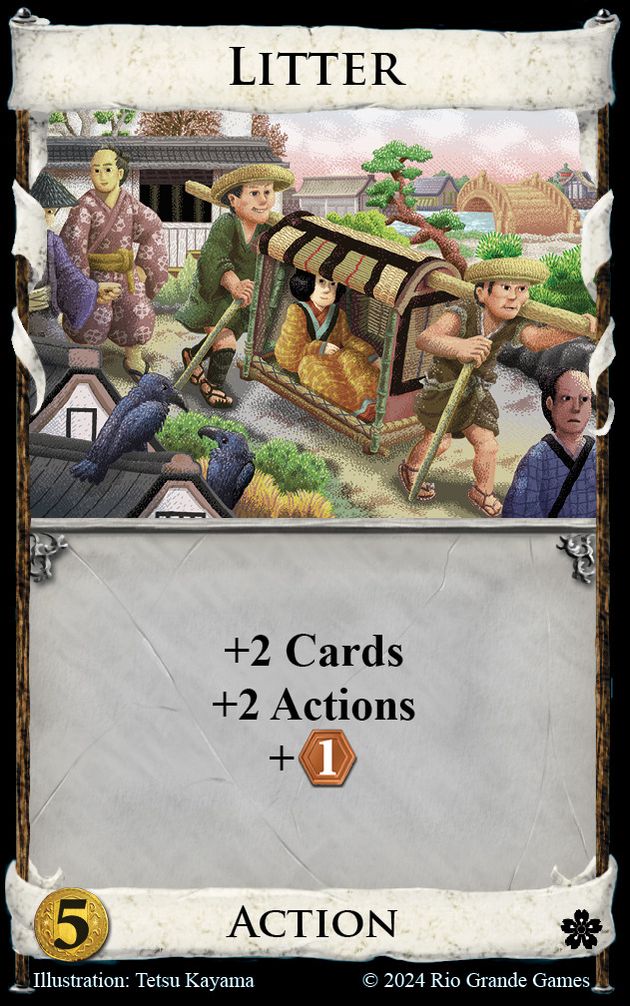 LITTER
+2 Cards
+2 Actions
+1
5
ACTION
Illustration: Tetsu Kayama
© 2024 Rio Grande Games